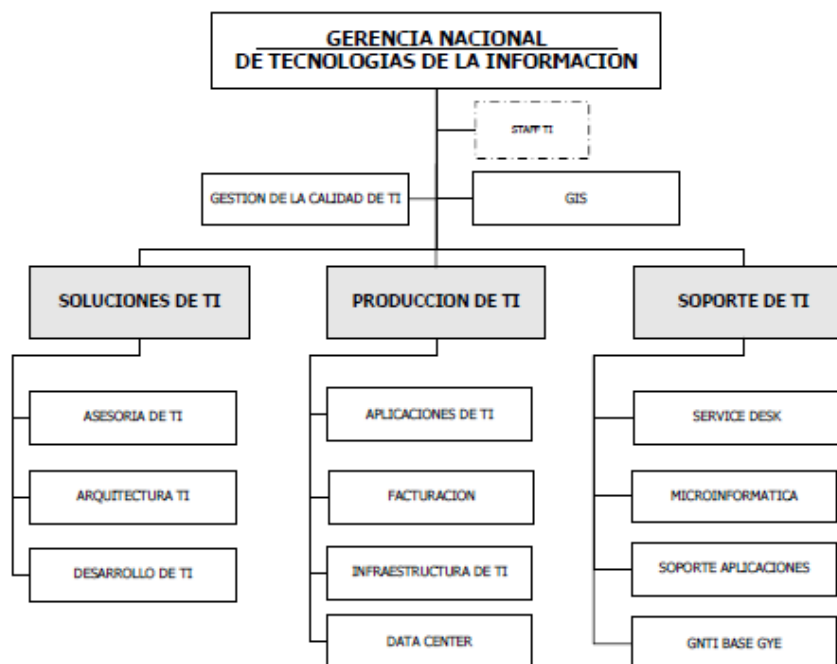 GERENCIA NACIONAL
DE TECNOLOGIAS DE LA INFORMACION
STAFF TI
GESTION DE LA CALIDAD DE TI
GIS
SOLUCIONES DE TI
PRODUCCION DE TI
SOPORTE DE TI
ASESORIA DE TI
APLICACIONES DE TI
SERVICE DESK
ARQUITECTURA TI
FACTURACION
MICROINFORMATICA
DESARROLLO DE TI
INFRAESTRUCTURA DE TI
SOPORTE APLICACIONES
DATA CENTER
GNTI BASE GYE